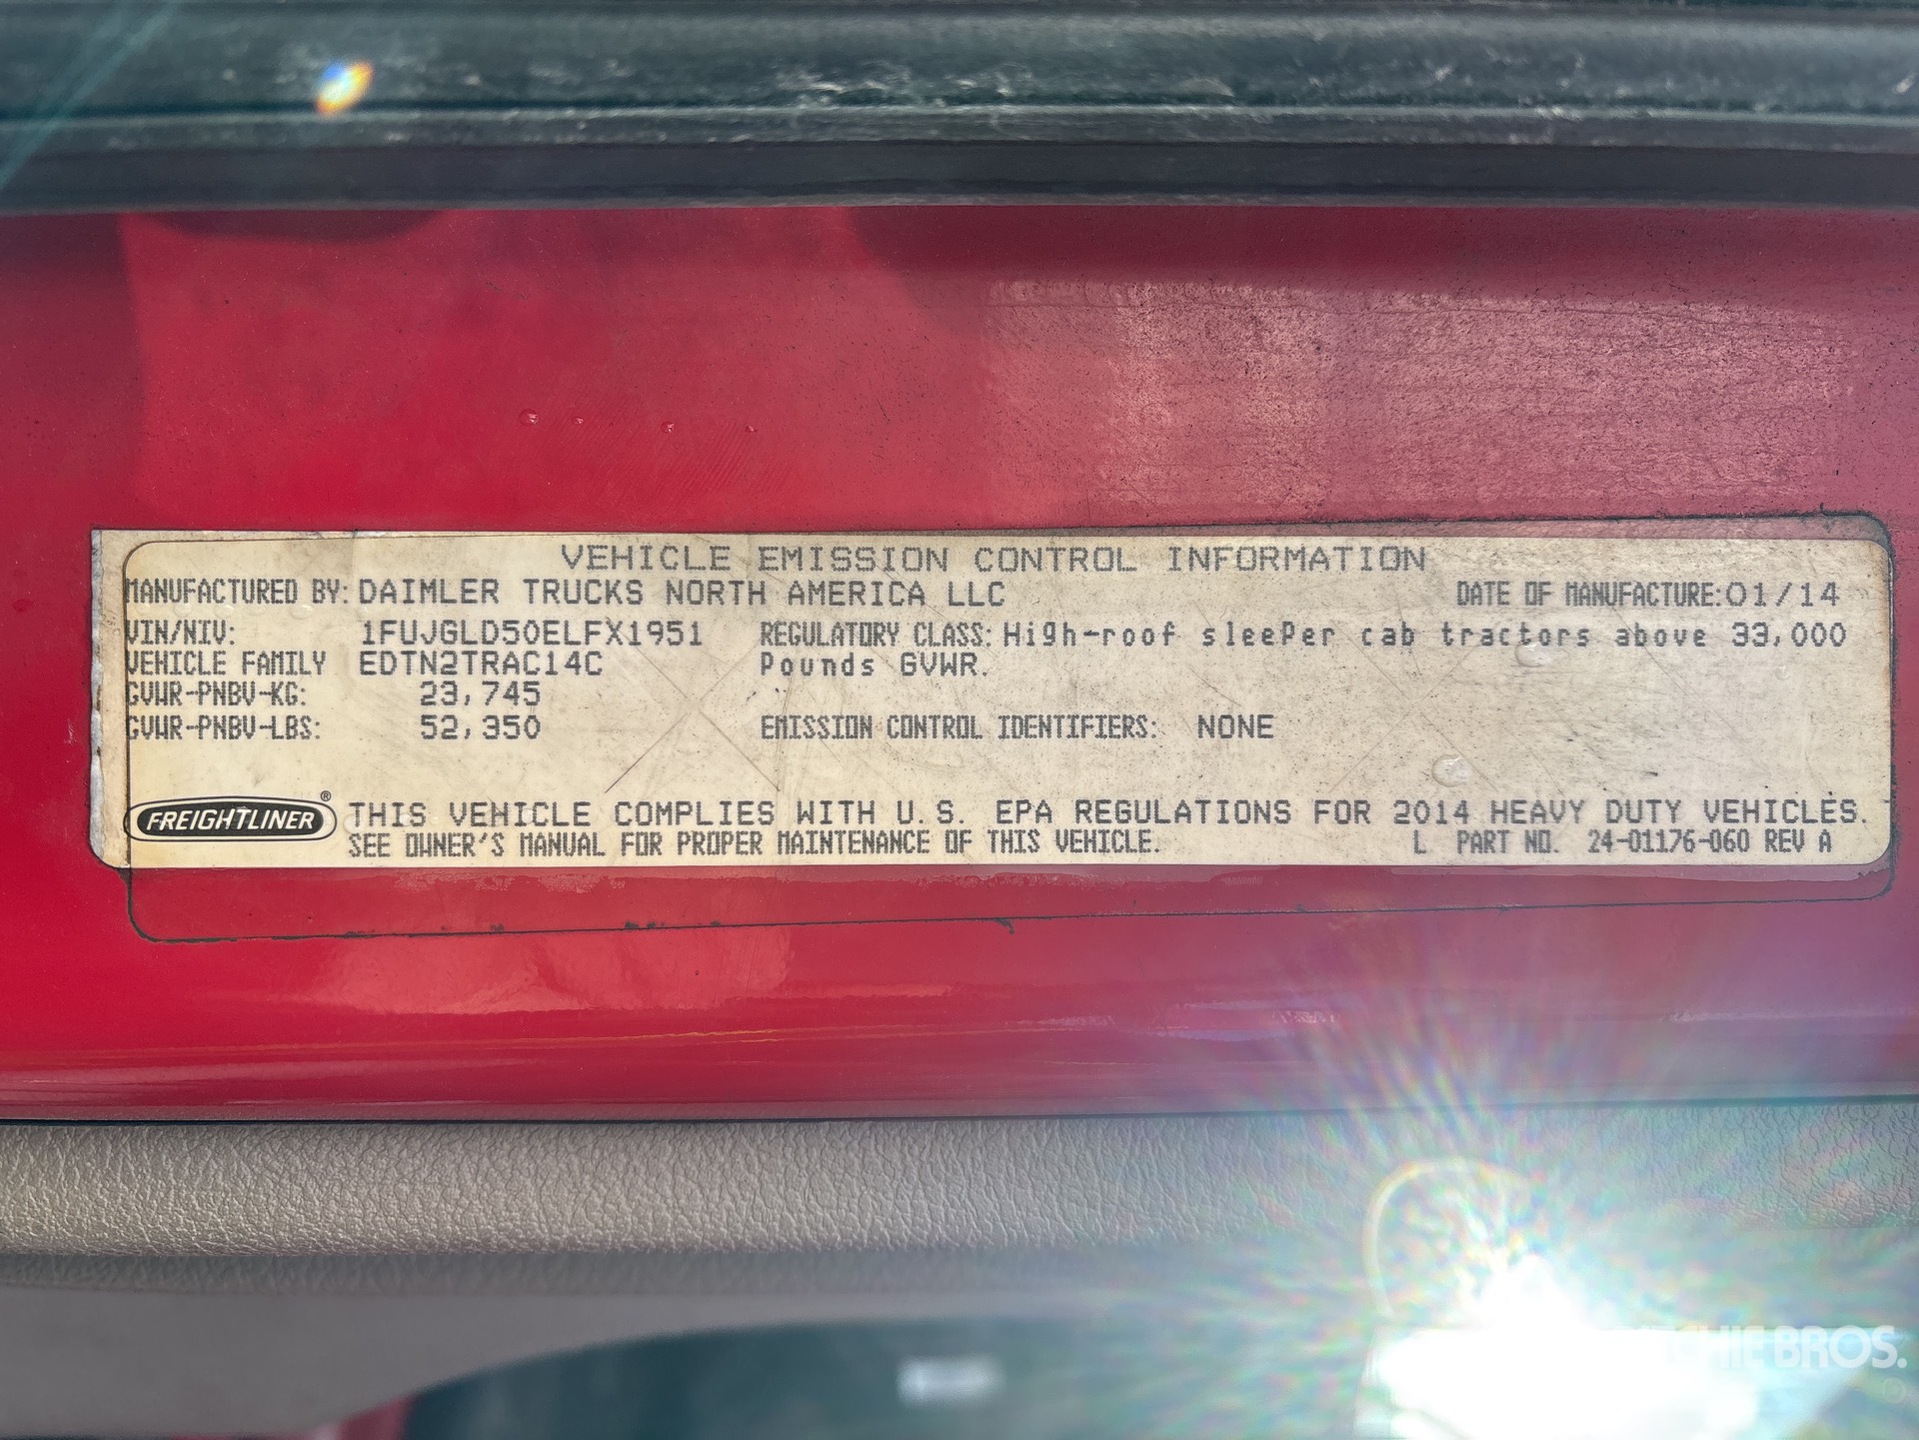 VEHICLE EMISSION CONTROL INFORMATION
MANUFACTURED BY: DAIMLER TRUCKS NORTH AMERICA LLC DATE OF MANUFACTURE: 01/14
VIN/NIV: 1FUJGLD50ELFX1951 REGULATORY CLASS: High-roof sleePer cab tractors above 33,000
VEHICLE FAMILY EDTN2TRAC14C Pounds GVWR.
GVWR-PNBV-KG: 23,745
GVWR-PNBV-LBS: 52,350 EMISSION CONTROL IDENTIFIERS: NONE
FREIGHTLINER ® THIS VEHICLE COMPLIES WITH U.S. EPA REGULATIONS FOR 2014 HEAVY DUTY VEHICLES.
SEE OWNER'S MANUAL FOR PROPER MAINTENANCE OF THIS VEHICLE. L PART NO. 24-01176-060 REV A
BROS.